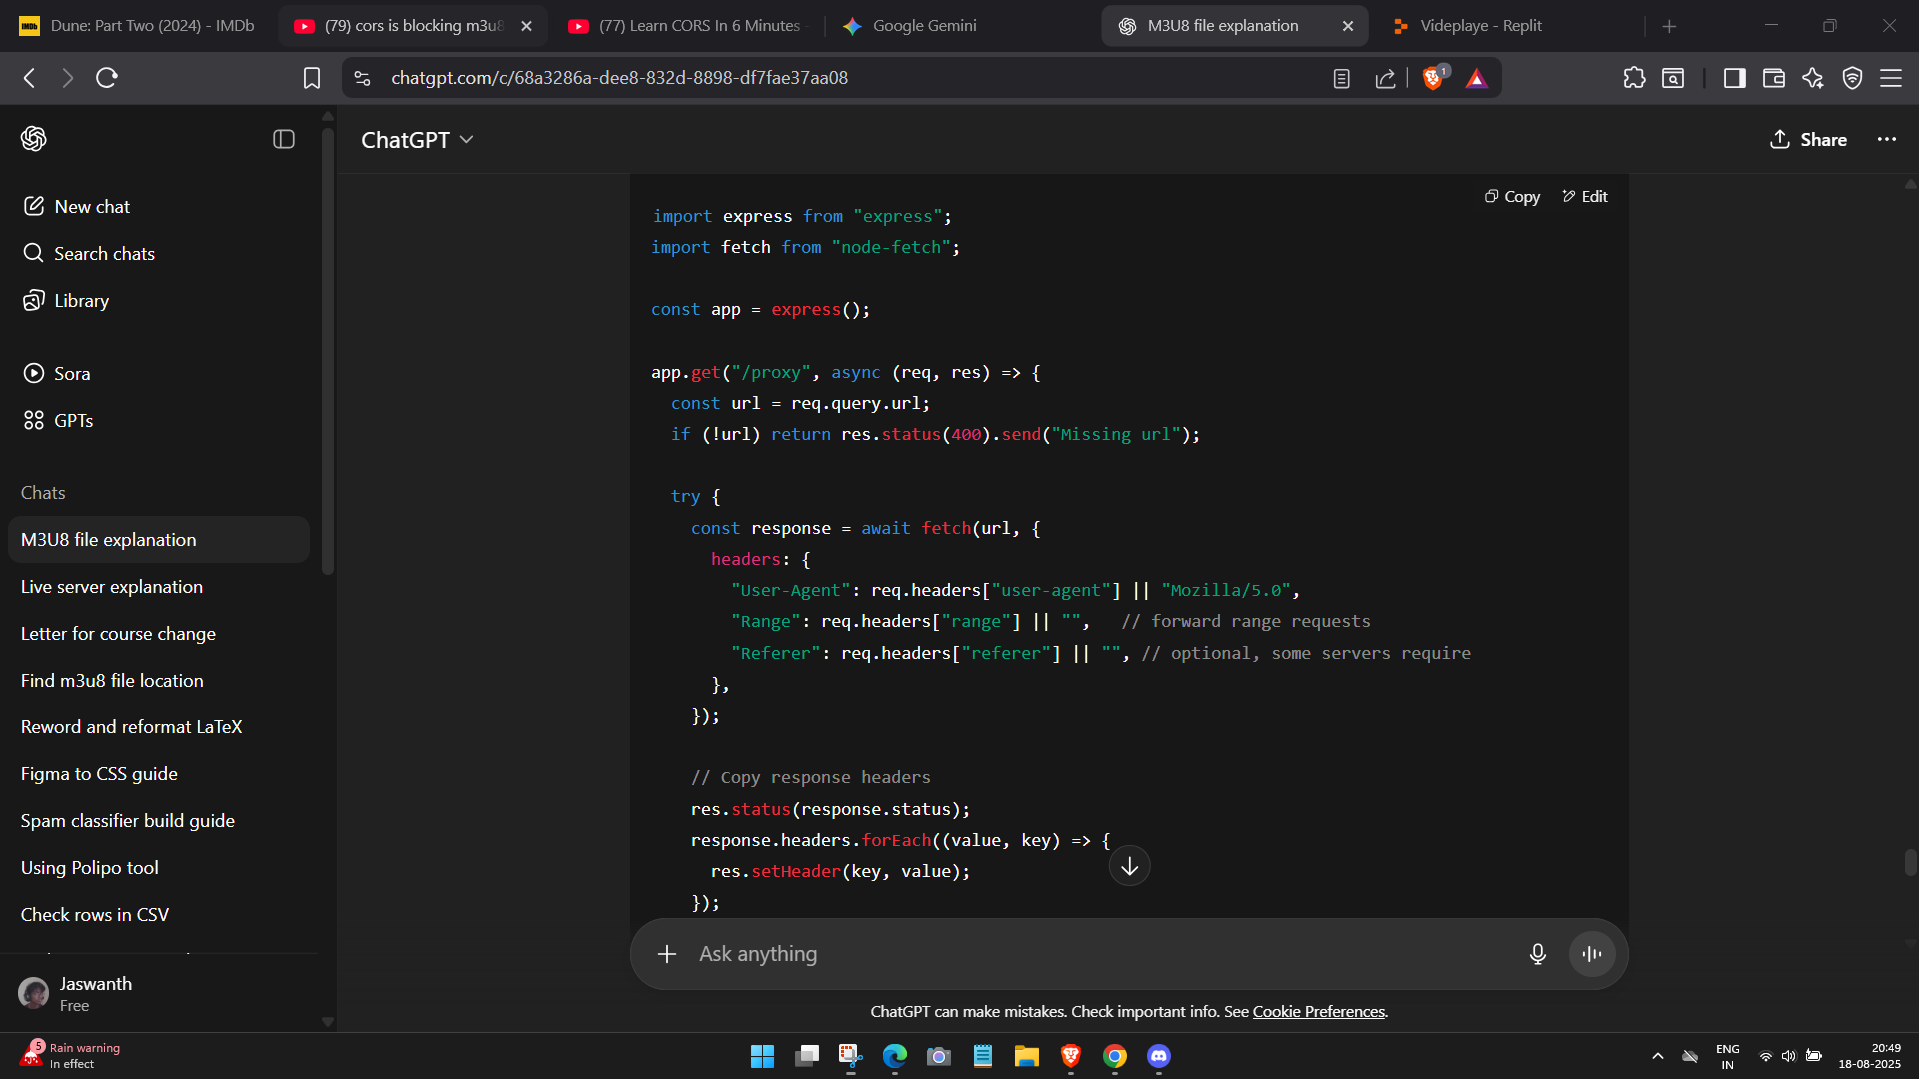 IMDb
Dune: Part Two (2024) - IMDb
(79) cors is blocking m3u8
(77) Learn CORS In 6 Minutes
Google Gemini
M3U8 file explanation
Videplaye - Replit
chatgpt.com/c/68a3286a-dee8-832d-8898-df7fae37aa08
1
ChatGPT
Share
New chat
Search chats
Library
Sora
GPTs
Chats
M3U8 file explanation
Live server explanation
Letter for course change
Find m3u8 file location
Reword and reformat LaTeX
Figma to CSS guide
Spam classifier build guide
Using Polipo tool
Check rows in CSV
Jaswanth
Free
Copy
Edit
import express from "express";
import fetch from "node-fetch";
const app = express();
app.get("/proxy", async (req, res) => {
const url = req.query.url;
if (!url) return res.status(400).send("Missing url");
try {
const response = await fetch(url, {
headers: {
"User-Agent": req.headers["user-agent"] || "Mozilla/5.0",
"Range": req.headers["range"] || "", // forward range requests
"Referer": req.headers["referer"] || "", // optional, some servers require
},
});
// Copy response headers
res.status(response.status);
response.headers.forEach((value, key) => {
res.setHeader(key, value);
});
Ask anything
ChatGPT can make mistakes. Check important info. See Cookie Preferences.
5
Rain warning
In effect
ENG
IN
20:49
18-08-2025